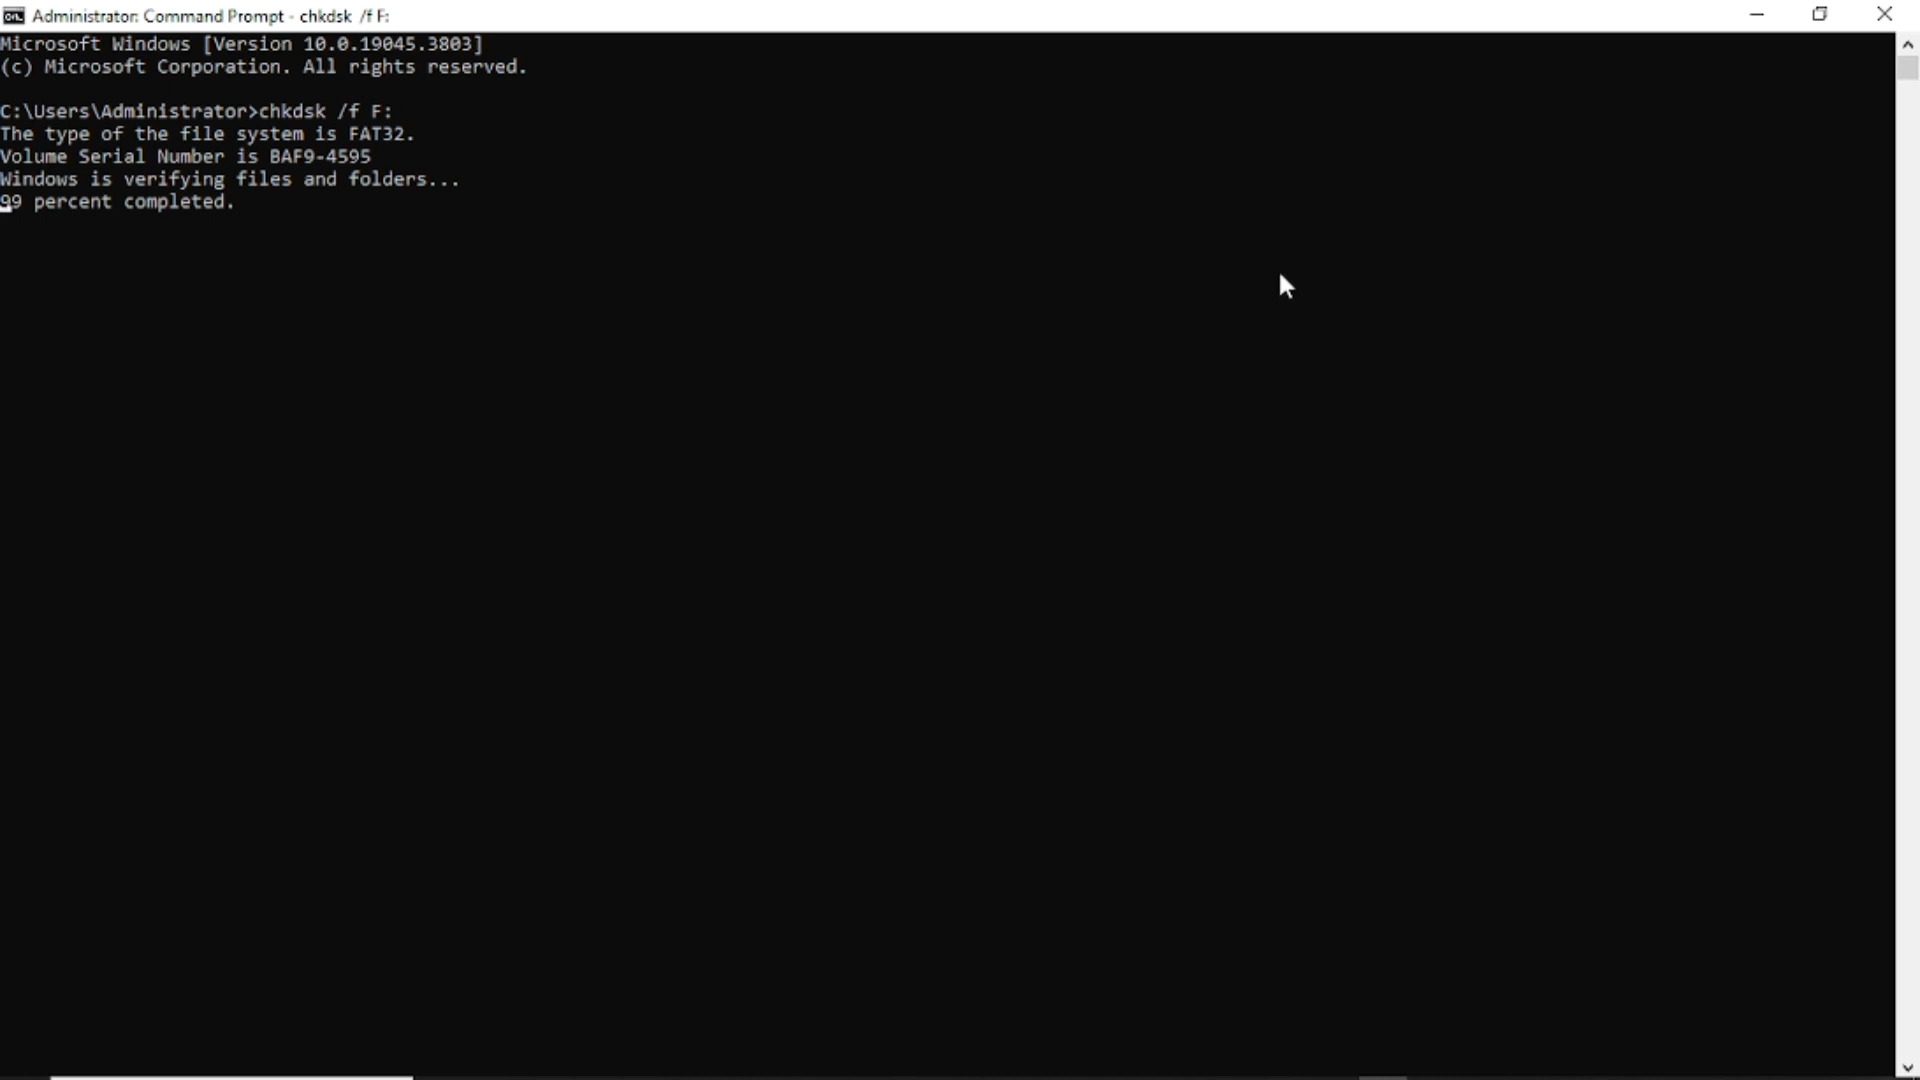 Administrator: Command Prompt - chkdsk /f F:
Microsoft Windows [Version 10.0.19045.3803]
(c) Microsoft Corporation. All rights reserved.
C:\Users\Administrator>chkdsk /f F:
The type of the file system is FAT32.
Volume Serial Number is BAF9-4595
Windows is verifying files and folders...
99 percent completed.